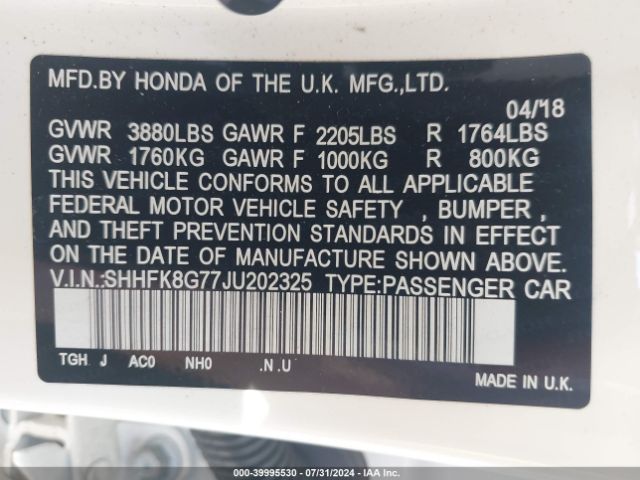 MFD.BY HONDA OF THE U.K. MFG.,LTD.
04/'18
GVWR 3880LBS GAWR F 2205LBS R 1764LBS
GVWR 1760KG GAWR F 1000KG R 800KG
THIS VEHICLE CONFORMS TO ALL APPLICABLE
FEDERAL MOTOR VEHICLE SAFETY , BUMPER ,
AND THEFT PREVENTION STANDARDS IN EFFECT
ON THE DATE OF MANUFACTURE SHOWN ABOVE.
V.I.N.:SHHFK8G77JU202325 TYPE:PASSENGER CAR
TGH J AC0 NH0 .N .U
MADE IN U.K.
000-39995530 - 07/31/2024 - IAA Inc.